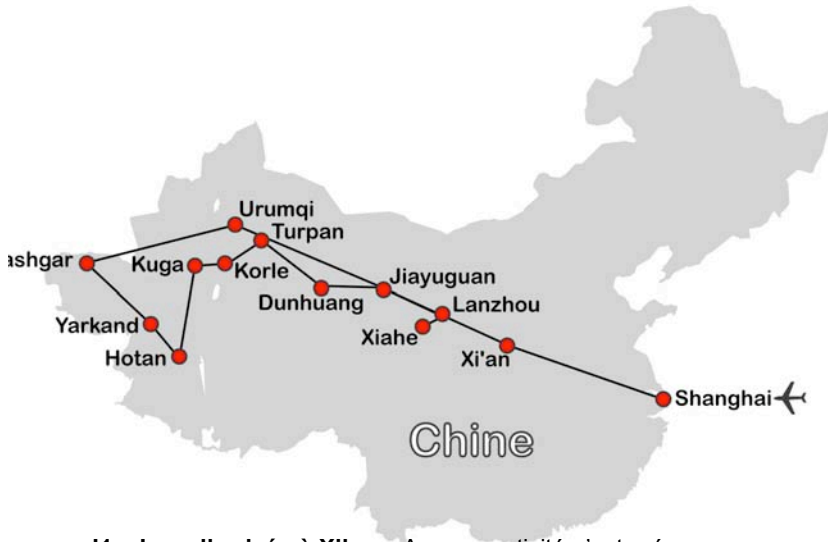 Urumqi
Turpan
ashgar
Kuga
Korle
Jiayuguan
Dunhuang
Lanzhou
Yarkand
Xiahe
Hotan
Xi'an
Shanghai
Chine